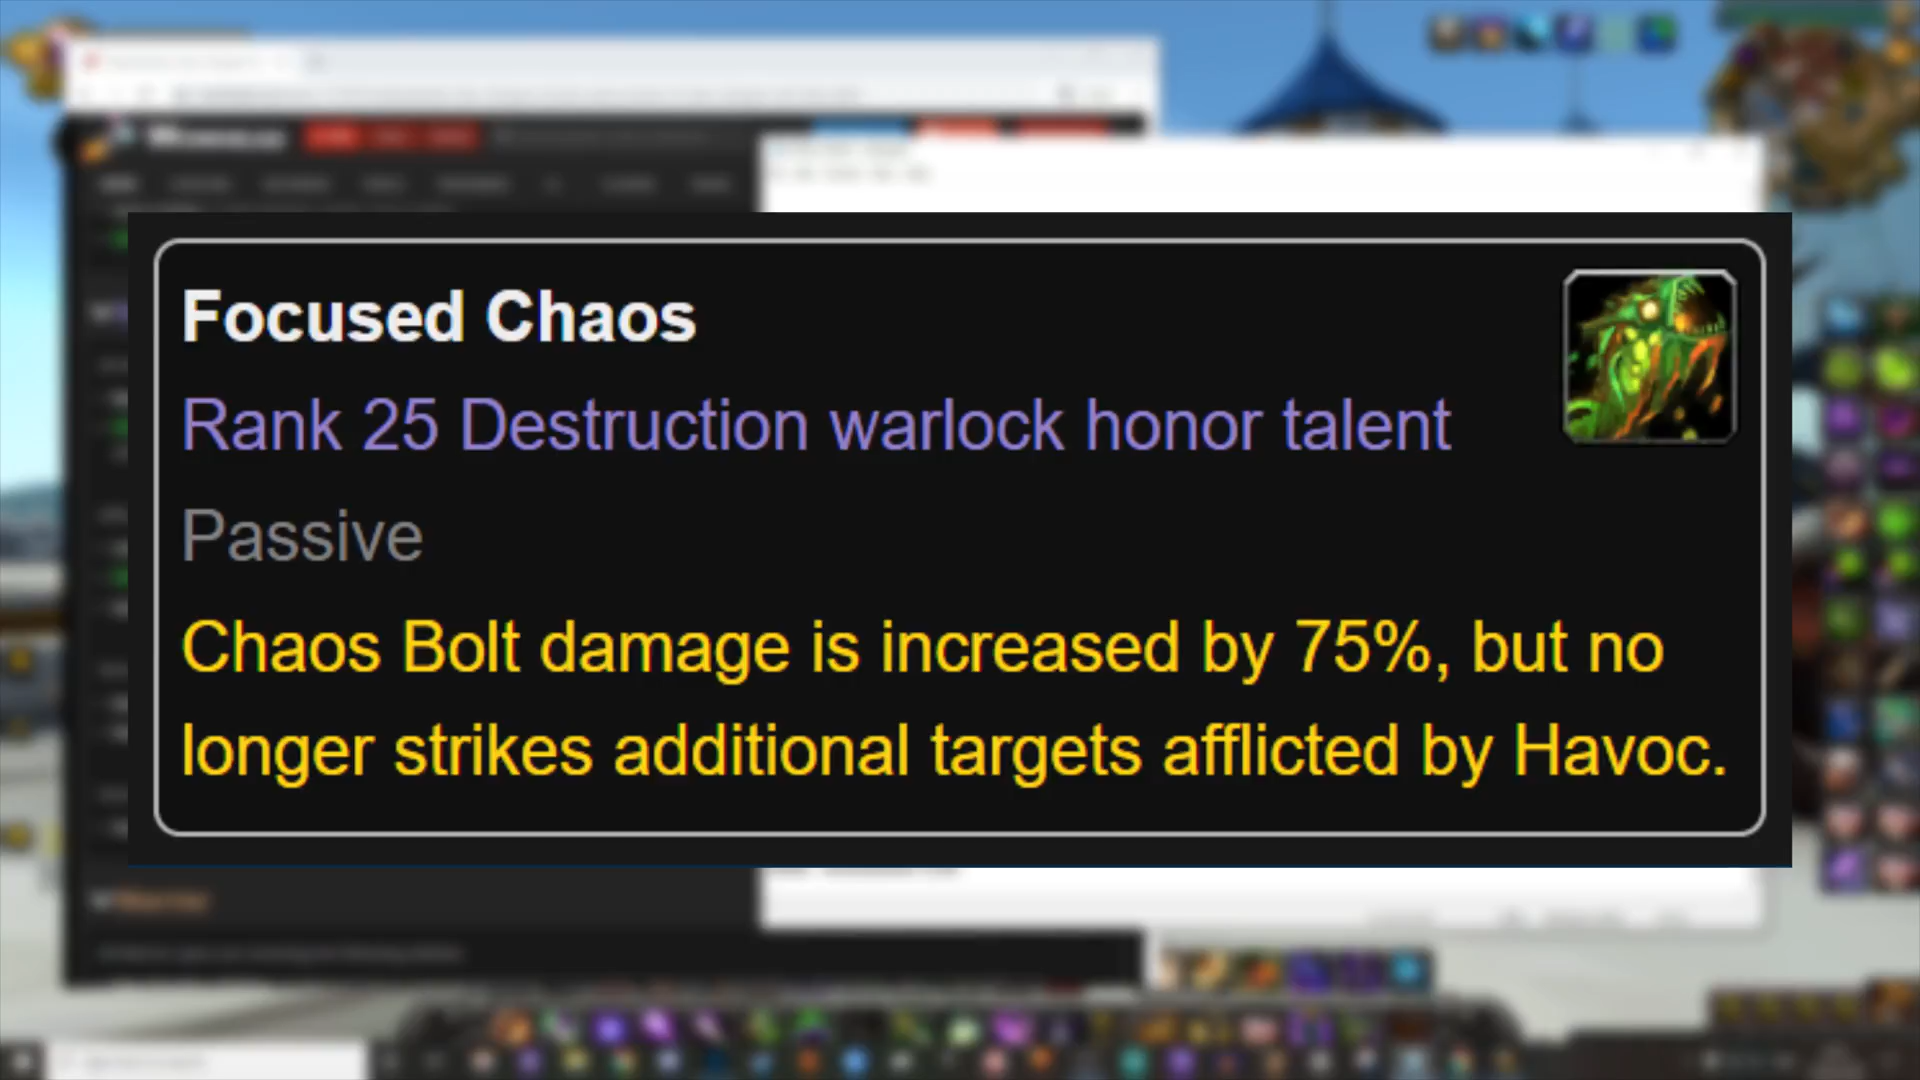 Focused Chaos
Rank 25 Destruction warlock honor talent
Passive
Chaos Bolt damage is increased by 75%, but no
longer strikes additional targets afflicted by Havoc.